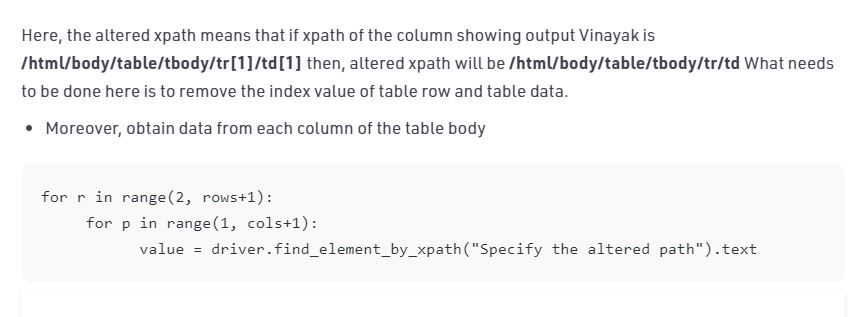 Here, the altered xpath means that if xpath of the column showing output Vinayak is
/html/body/table/tbody/tr[1]/td[1] then, altered xpath will be /html/body/table/tbody/tr/td What needs
to be done here is to remove the index value of table row and table data.
• Moreover, obtain data from each column of the table body
for r in range(2, rows+1):
     for p in range(1, cols+1):
           value = driver.find_element_by_xpath("Specify the altered path").text